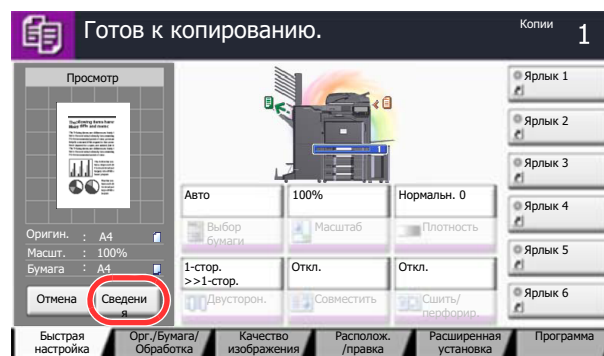 Готов к копированию.
Копии
1
Просмотр
Оригин. : A4
Масшт. : 100%
Бумага : A4
Отмена
Сведени
я
1
Авто
Выбор
бумаги
100%
Масштаб
Нормальн. 0
Плотность
1-стор.
>>1-стор.
Двусторон.
Откл.
Совместить
Откл.
Сшить/
перфорир.
Ярлык 1
Ярлык 2
Ярлык 3
Ярлык 4
Ярлык 5
Ярлык 6
Быстрая
настройка
Орг./Бумага/
Обработка
Качество
изображения
Располож.
/правка
Расширенная
установка
Программа